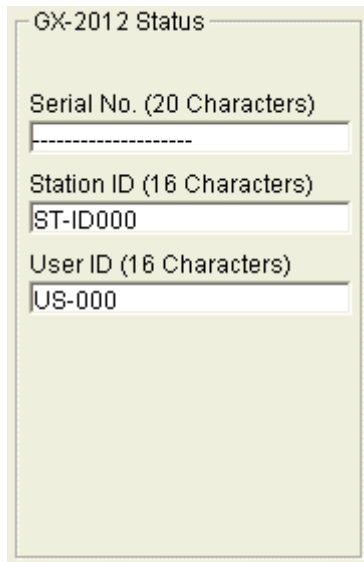 GX-2012 Status
Serial No. (20 Characters)
--------------------
Station ID (16 Characters)
ST-ID000
User ID (16 Characters)
US-000